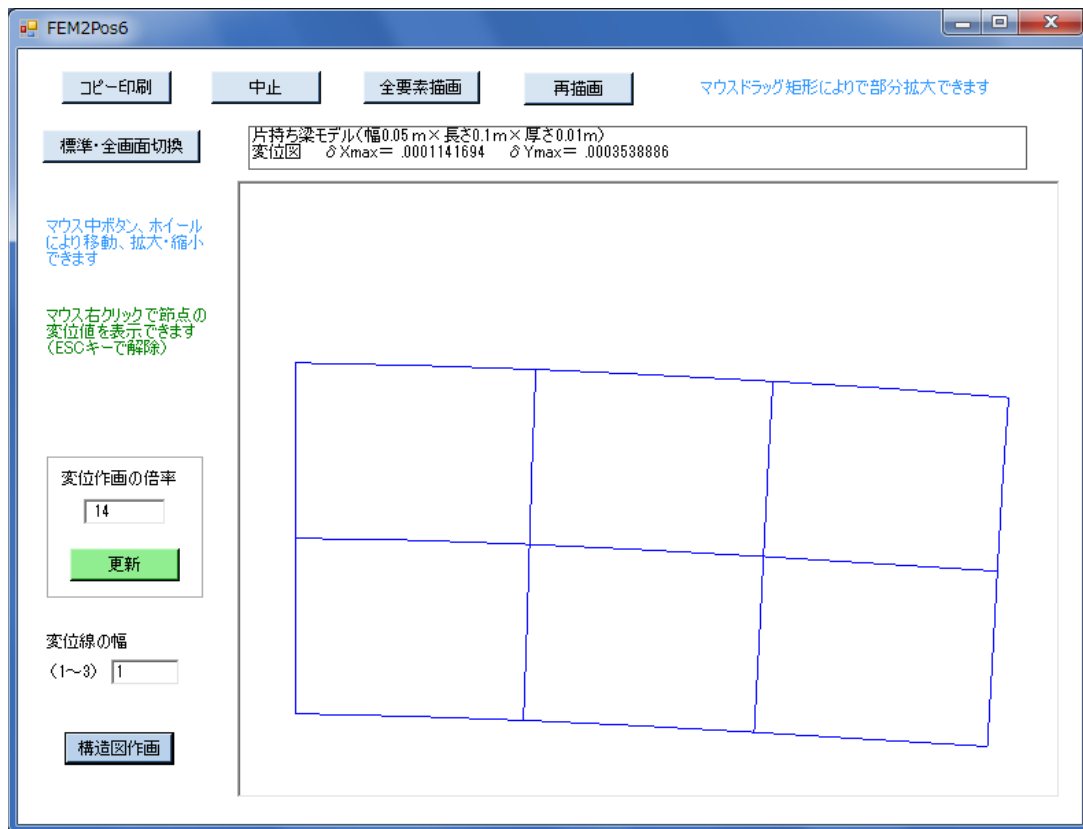 FEM2Pos6
コピー印刷
中止
全要素描画
再描画
マウスドラッグ矩形によりで部分拡大できます
標準・全画面切換
片持ち梁モデル(幅0.05m×長さ0.1m×厚さ0.01m)
変位図 δXmax= .0001141694 δYmax= .0003538886
マウス中ボタン、ホイール
により移動、拡大・縮小
できます
マウス右クリックで節点の
変位値を表示できます
(ESCキーで解除)
変位作画の倍率
14
更新
変位線の幅
(1~3) 1
構造図作画